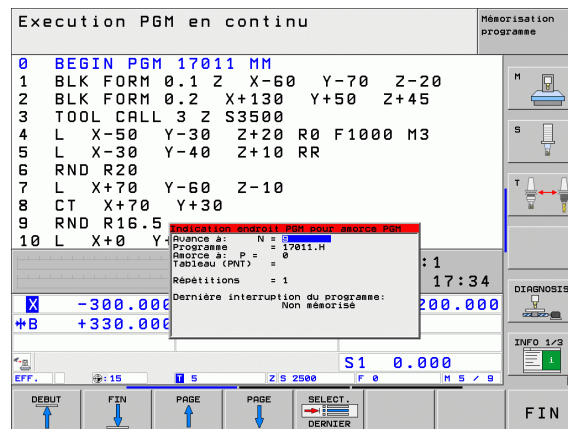 Execution PGM en continu
Mémorisation
programme
0 BEGIN PGM 17011 MM
1 BLK FORM 0.1 Z X-60 Y-70 Z-20
2 BLK FORM 0.2 X+130 Y+50 Z+45
3 TOOL CALL 3 Z S3500
4 L X-50 Y-30 Z+20 R0 F1000 M3
5 L X-30 Y-40 Z+10 RR
6 RND R20
7 L X+70 Y-60 Z-10
8 CT X+70 Y+30
9 RND R16.5
10 L X+0 Y+
Indication endroit PGM pour amorce PGM
Avance à: N = 9
Programme = 17011.H
Amorce à: P = 0
Tableau (PNT) =
Répétitions = 1
Dernière interruption du programme:
Non mémorisé
:1
17:34
X -300.000
200.000
B +330.000
S1 0.000
EFF. :15 T 5 Z S 2500 F 0 M 5 / 9
M
S
T
DIAGNOSIS
INFO 1/3
DEBUT
FIN
PAGE
PAGE
SELECT.
DERNIER
FIN